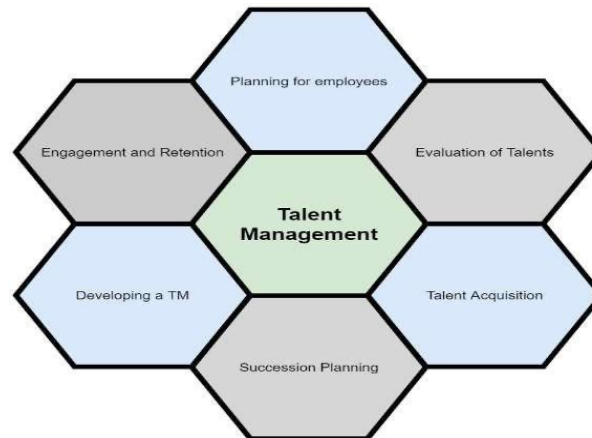 Planning for employees
Engagement and Retention
Evaluation of Talents
Talent
Management
Developing a TM
Talent Acquisition
Succession Planning